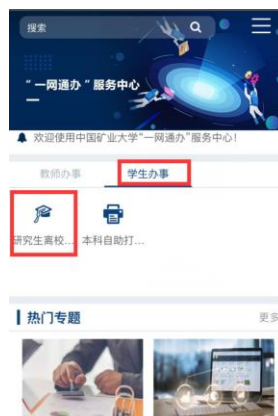 搜索
“一网通办”服务中心
欢迎使用中国矿业大学“一网通办”服务中心!
教师办事 学生办事
研究生离校... 本科自助打...
热门专题 更多